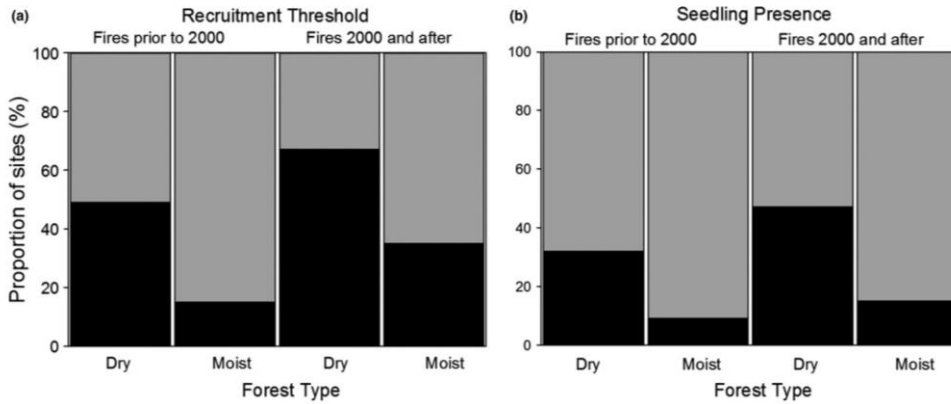 (a) Recruitment Threshold
Fires prior to 2000 Fires 2000 and after
100
80
60
40
20
0
Proportion of sites (%)
Dry Moist Dry Moist
Forest Type
(b) Seedling Presence
Fires prior to 2000 Fires 2000 and after
100
80
60
40
20
0
Dry Moist Dry Moist
Forest Type